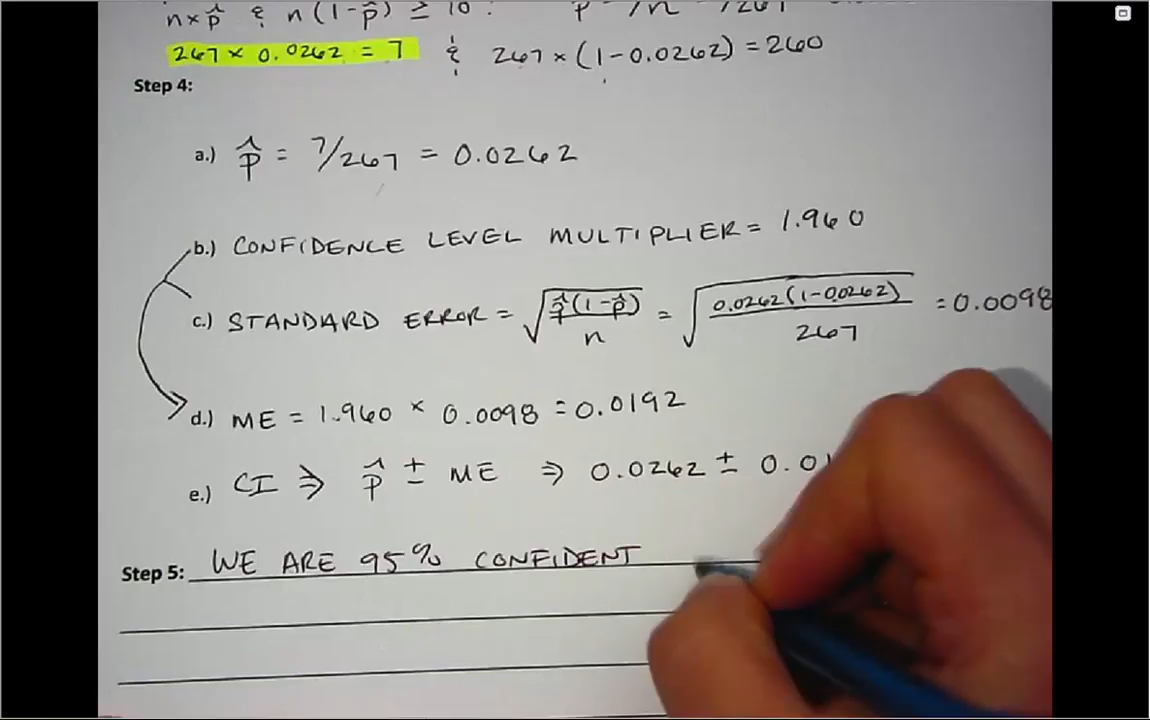 n × p̂ & n (1-p̂) ≥ 10 .
267 × 0.0262 = 7 & 267 × (1-0.0262) = 260
Step 4:
a.) p̂ = 7/267 = 0.0262
b.) CONFIDENCE LEVEL MULTIPLIER = 1.960
c.) STANDARD ERROR = √(p̂(1-p̂)/n) = √(0.0262(1-0.0262)/267) = 0.0098
d.) ME = 1.960 × 0.0098 = 0.0192
e.) CI ⇒ p̂ ± ME ⇒ 0.0262 ± 0.01
Step 5: WE ARE 95% CONFIDENT